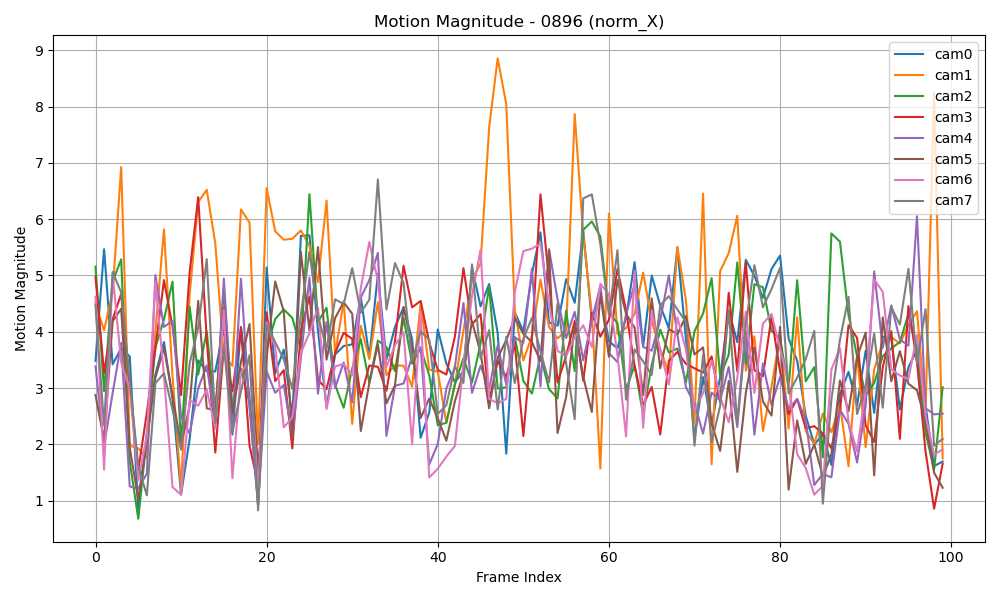 Motion Magnitude - 0896 (norm_X)
Motion Magnitude
9
8
7
6
5
4
3
2
1
0
20
40
60
80
100
Frame Index
cam0
cam1
cam2
cam3
cam4
cam5
cam6
cam7